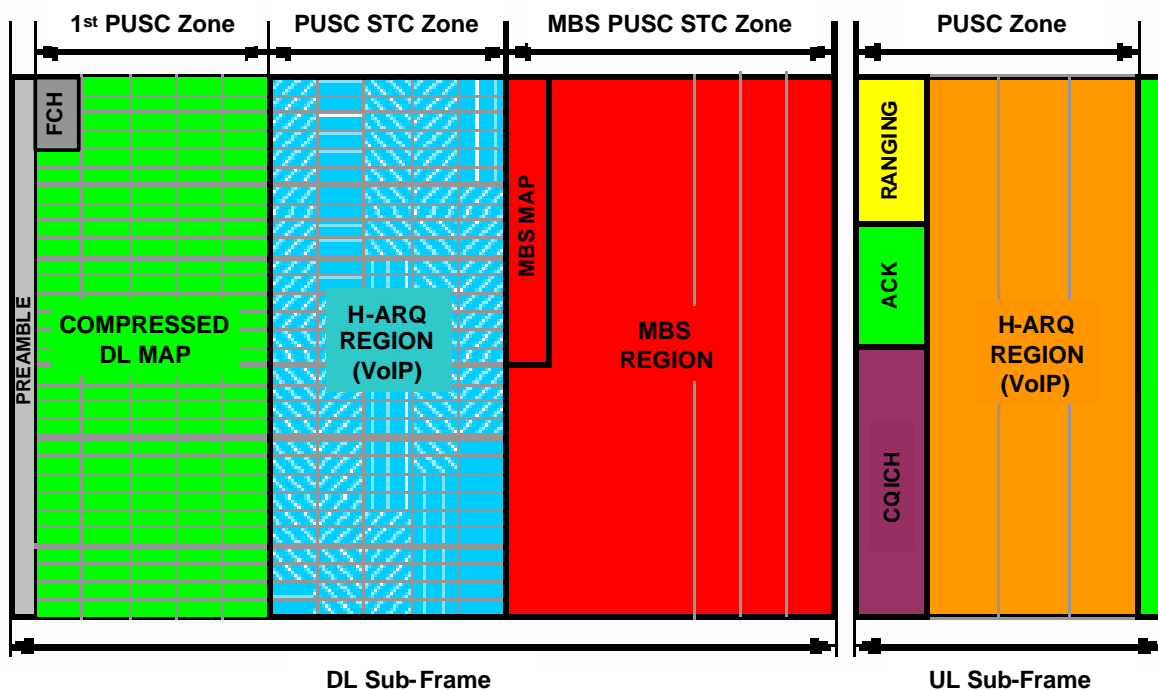 1st PUSC Zone
PUSC STC Zone
MBS PUSC STC Zone
PUSC Zone
PREAMBLE
FCH
COMPRESSED
DL MAP
H-ARQ
REGION
(VoIP)
MBS MAP
MBS
REGION
RANGING
ACK
CQICH
H-ARQ
REGION
(VoIP)
DL Sub-Frame
UL Sub-Frame